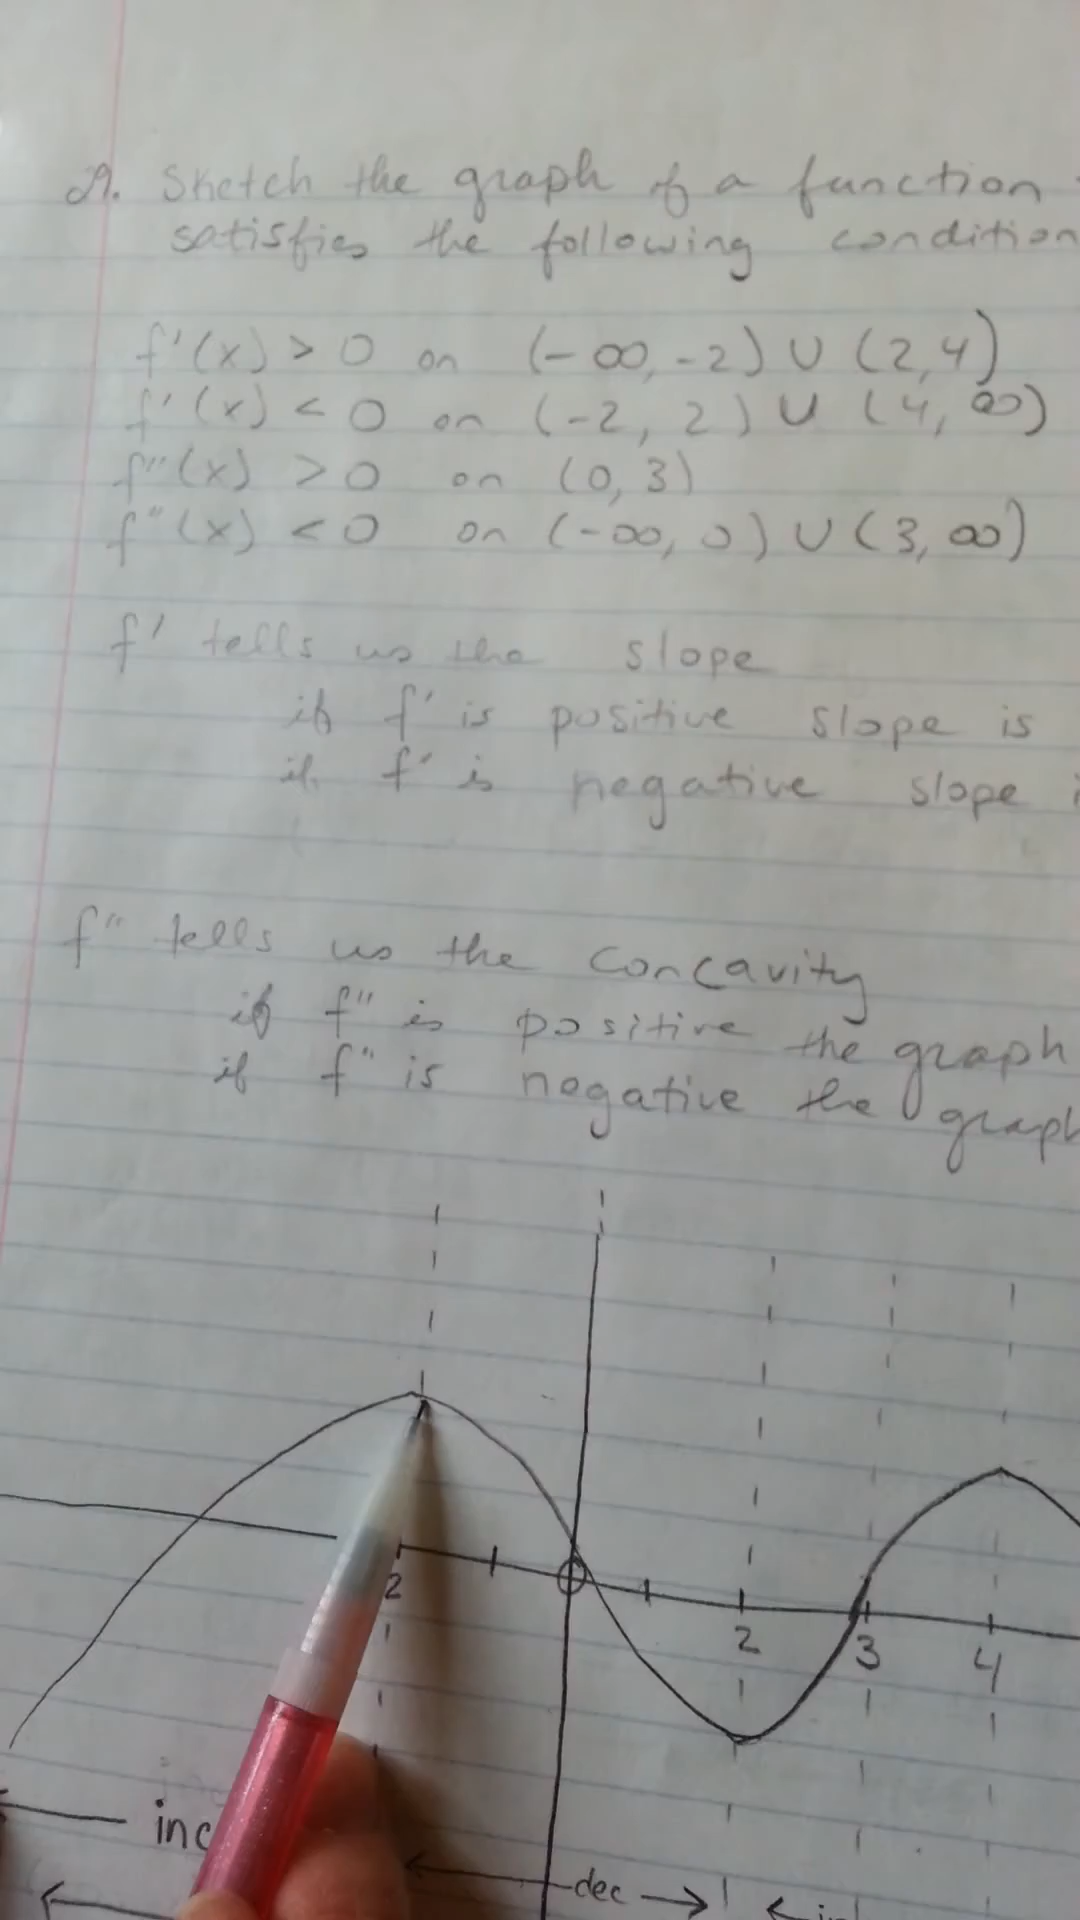 29. Sketch the graph of a function
satisfies the following condition
f'(x) > 0 on (-∞, -2) ∪ (2,4)
f'(x) < 0 on (-2, 2) ∪ (4, ∞)
f"(x) > 0 on (0, 3)
f"(x) < 0 on (-∞, 0) ∪ (3, ∞)
f' tells us the slope
if f' is positive slope is
if f' is negative slope i
f" tells us the concavity
if f" is positive the graph
if f" is negative the graph
2 2 3 4
inc
dec